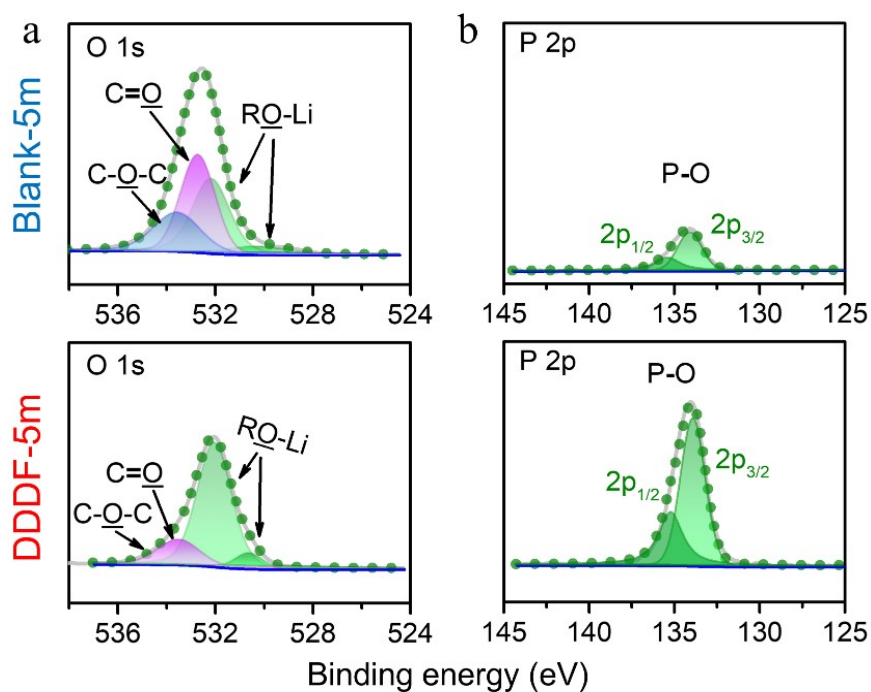 a
b
Blank-5m
O 1s
C=O
RO-Li
C-O-C
536
532
528
524
P 2p
P-O
2p1/2
2p3/2
145
140
135
130
125
DDDF-5m
O 1s
RO-Li
C=O
C-O-C
536
532
528
524
P 2p
P-O
2p1/2
2p3/2
145
140
135
130
125
Binding energy (eV)